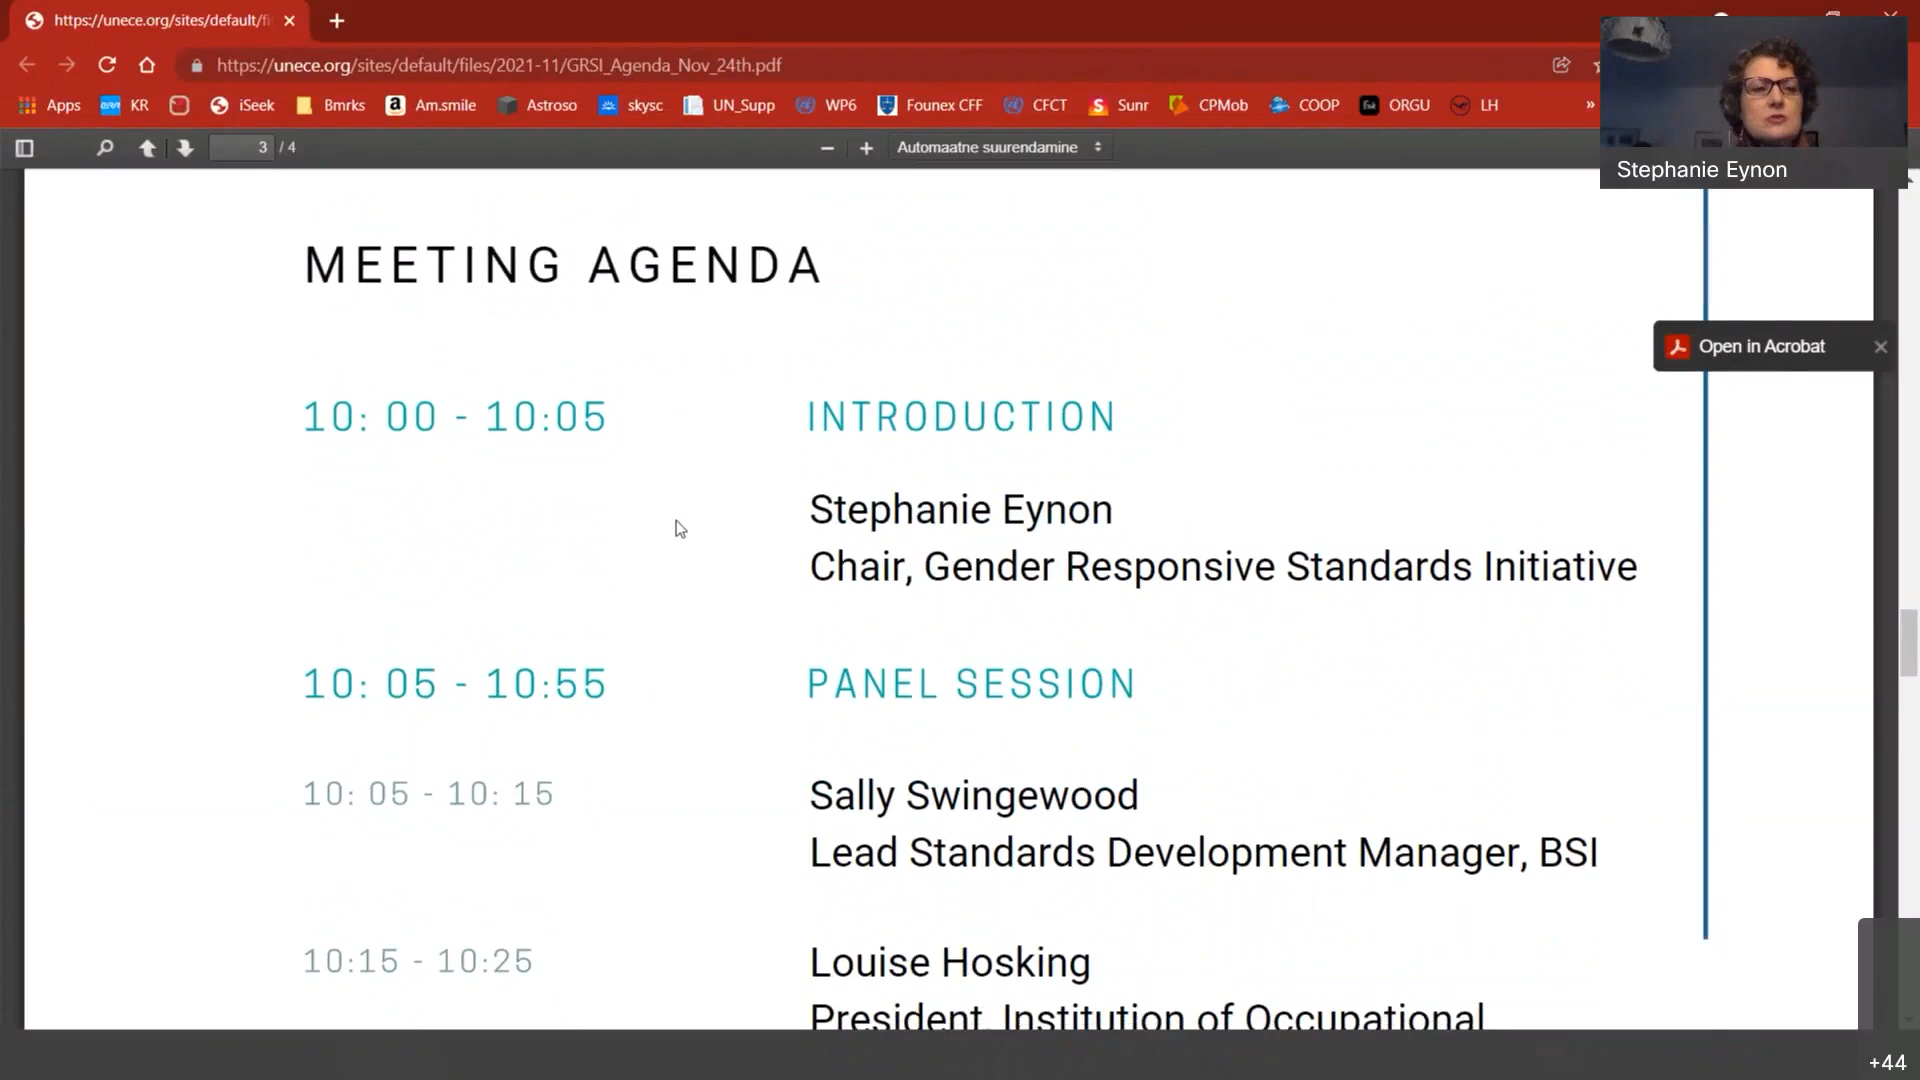 https://unece.org/sites/default/fi
https://unece.org/sites/default/files/2021-11/GRSI_Agenda_Nov_24th.pdf
Apps KR iSeek Bmrks Am.smile Astroso skysc UN_Supp WP6 Founex CFF CFCT Sunr CPMob COOP ORGU LH »
3 / 4 Automaatne suurendamine
Stephanie Eynon
MEETING AGENDA
Open in Acrobat
10: 00 - 10:05 INTRODUCTION
Stephanie Eynon
Chair, Gender Responsive Standards Initiative
10: 05 - 10:55 PANEL SESSION
10: 05 - 10: 15 Sally Swingewood
Lead Standards Development Manager, BSI
10:15 - 10:25 Louise Hosking
President, Institution of Occupational
+44